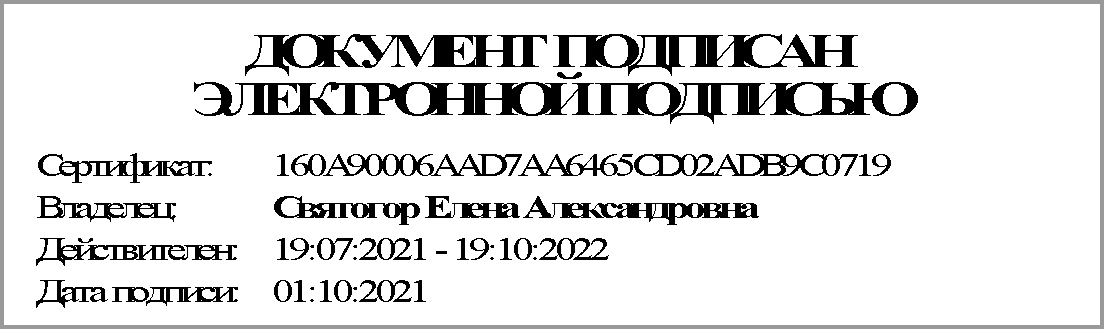 ДОКУМЕНТ ПОДПИСАН
ЭЛЕКТРОННОЙ ПОДПИСЬЮ
Сертификат: 160A90006AAD7AA6465CD02ADB9C0719
Владелец: Святогор Елена Александровна
Действителен: 19:07:2021 - 19:10:2022
Дата подписи: 01:10:2021